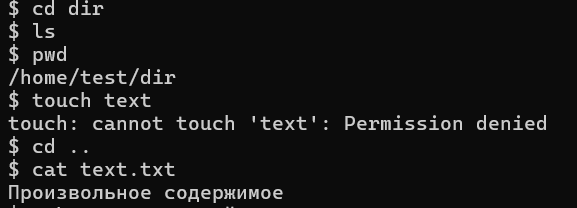 $ cd dir
$ ls
$ pwd
/home/test/dir
$ touch text
touch: cannot touch 'text': Permission denied
$ cd ..
$ cat text.txt
Произвольное содержимое